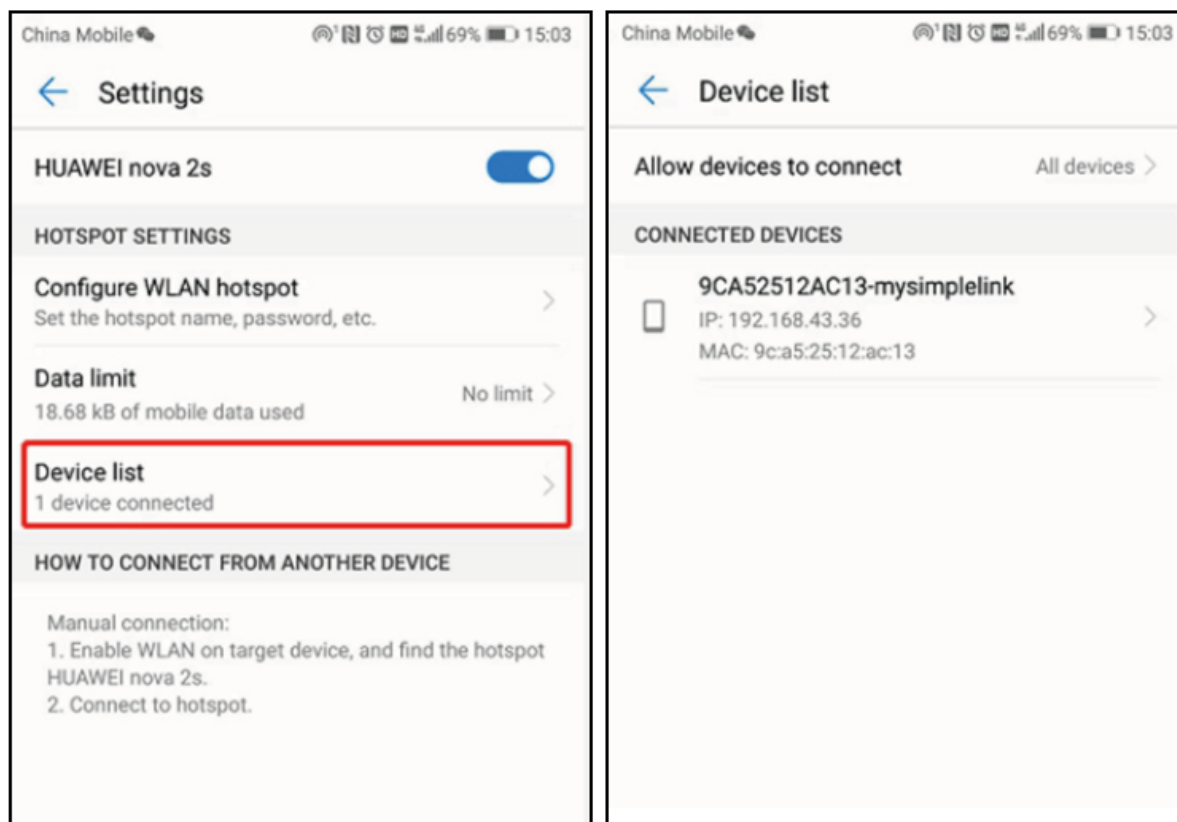 China Mobile 69% 15:03
Settings
HUAWEI nova 2s
HOTSPOT SETTINGS
Configure WLAN hotspot
Set the hotspot name, password, etc.
Data limit
18.68 kB of mobile data used
No limit
Device list
1 device connected
HOW TO CONNECT FROM ANOTHER DEVICE
Manual connection:
1. Enable WLAN on target device, and find the hotspot
HUAWEI nova 2s.
2. Connect to hotspot.
China Mobile 69% 15:03
Device list
Allow devices to connect All devices
CONNECTED DEVICES
9CA52512AC13-mysimplelink
IP: 192.168.43.36
MAC: 9c:a5:25:12:ac:13